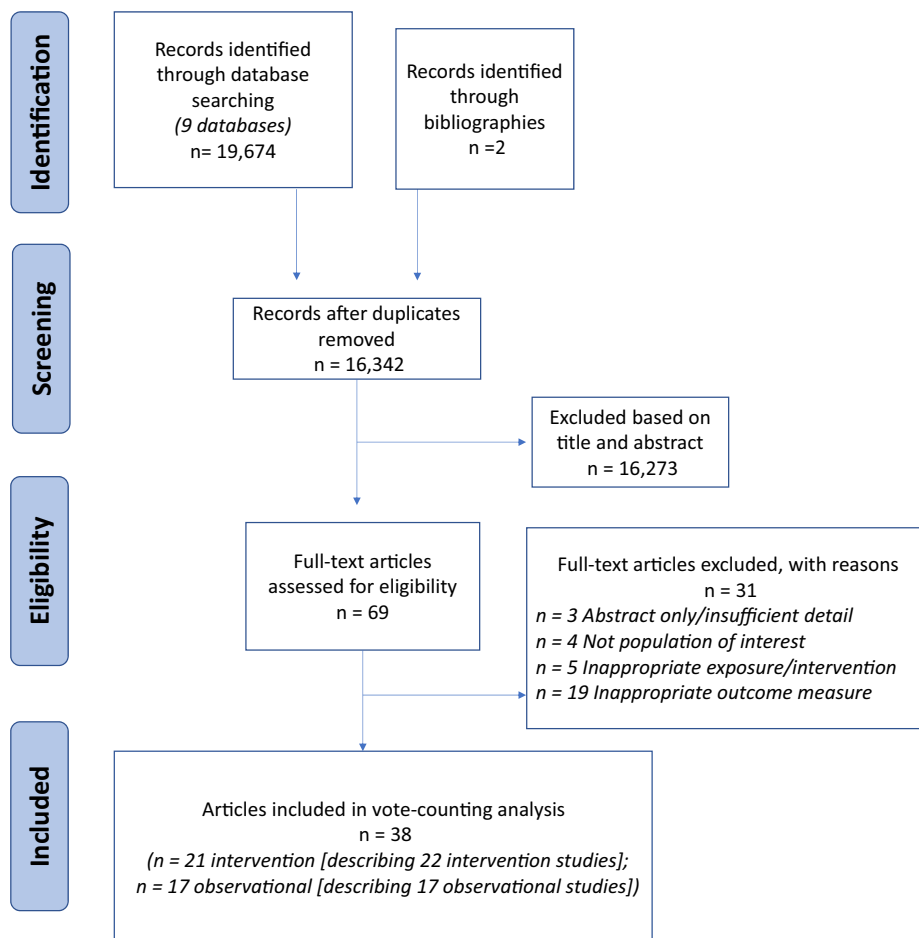 Identification
Records identified
through database
searching
(9 databases)
n= 19,674
Records identified
through
bibliographies
n =2
Screening
Records after duplicates
removed
n = 16,342
Excluded based on
title and abstract
n = 16,273
Eligibility
Full-text articles
assessed for eligibility
n = 69
Full-text articles excluded, with reasons
n = 31
n = 3 Abstract only/insufficient detail
n = 4 Not population of interest
n = 5 Inappropriate exposure/intervention
n = 19 Inappropriate outcome measure
Included
Articles included in vote-counting analysis
n = 38
(n = 21 intervention [describing 22 intervention studies];
n = 17 observational [describing 17 observational studies])